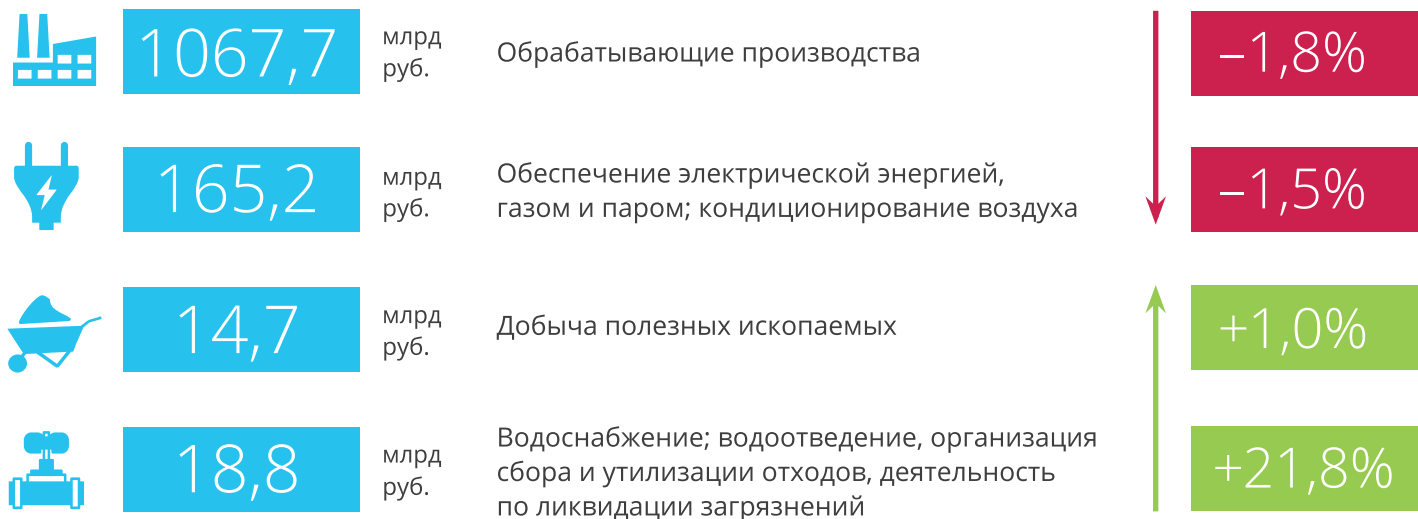 1067,7
млрд
руб.
Обрабатывающие производства
–1,8%
165,2
млрд
руб.
Обеспечение электрической энергией,
газом и паром; кондиционирование воздуха
–1,5%
14,7
млрд
руб.
Добыча полезных ископаемых
+1,0%
18,8
млрд
руб.
Водоснабжение; водоотведение, организация
сбора и утилизации отходов, деятельность
по ликвидации загрязнений
+21,8%